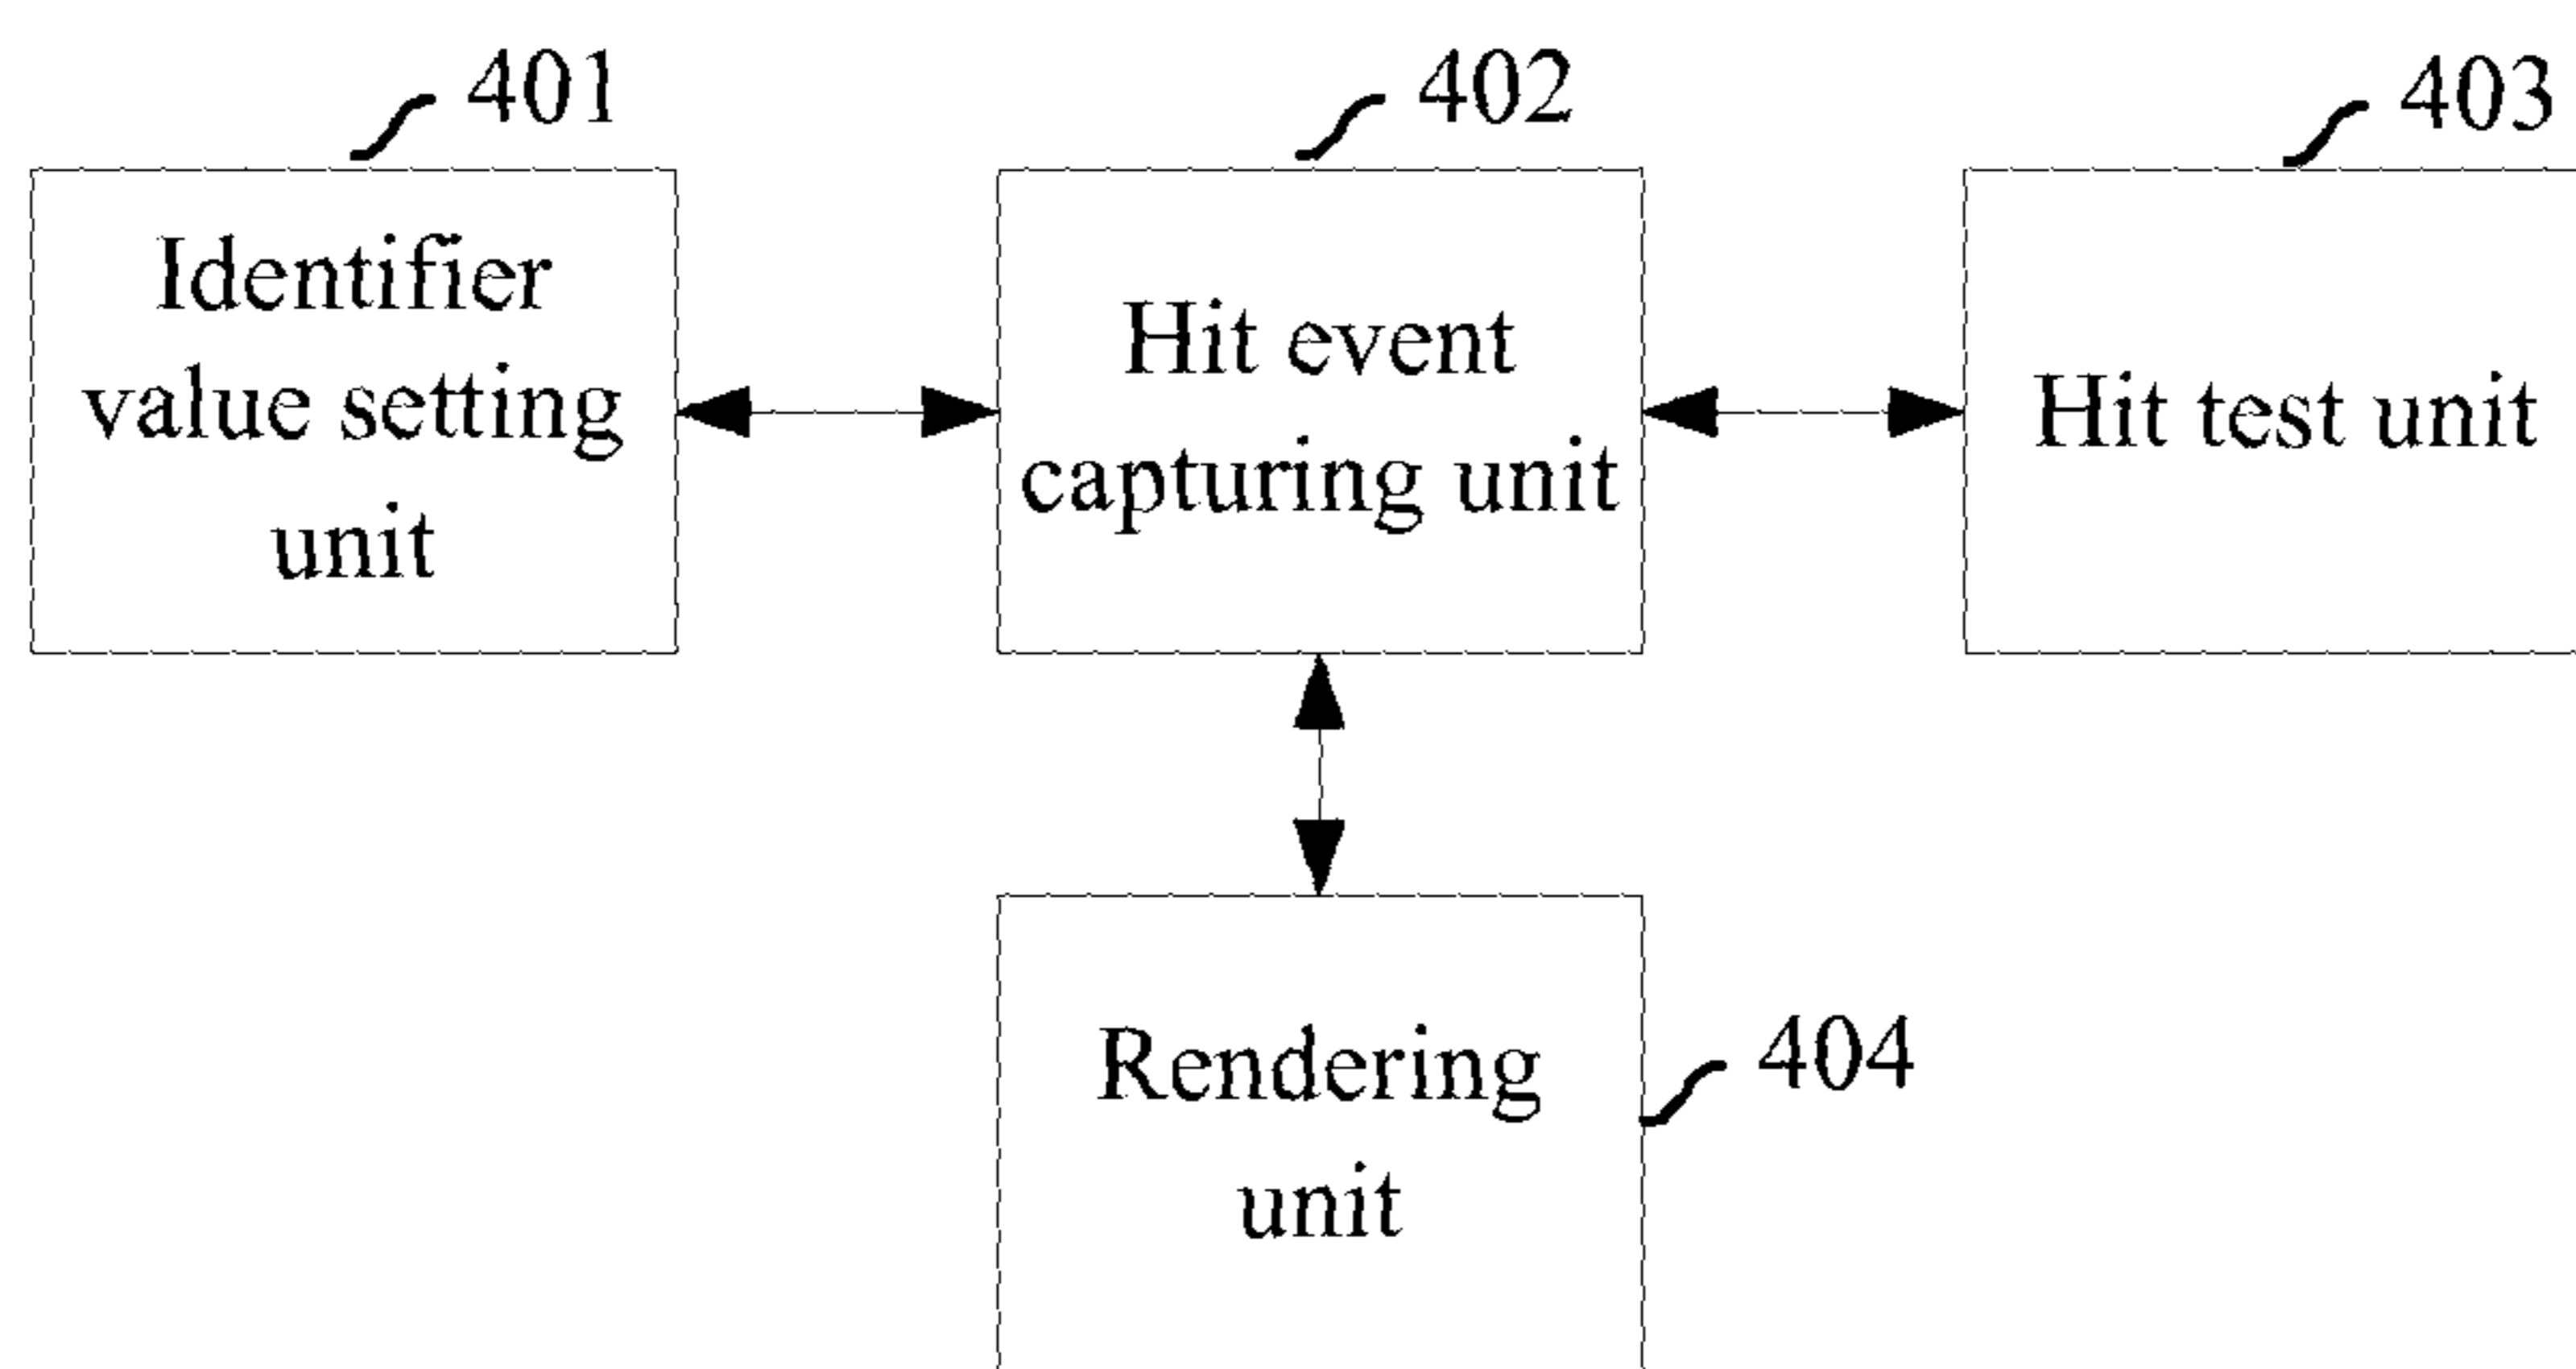 401
402
403
Identifier
value setting
unit
Hit event
capturing unit
Hit test unit
Rendering
unit
404